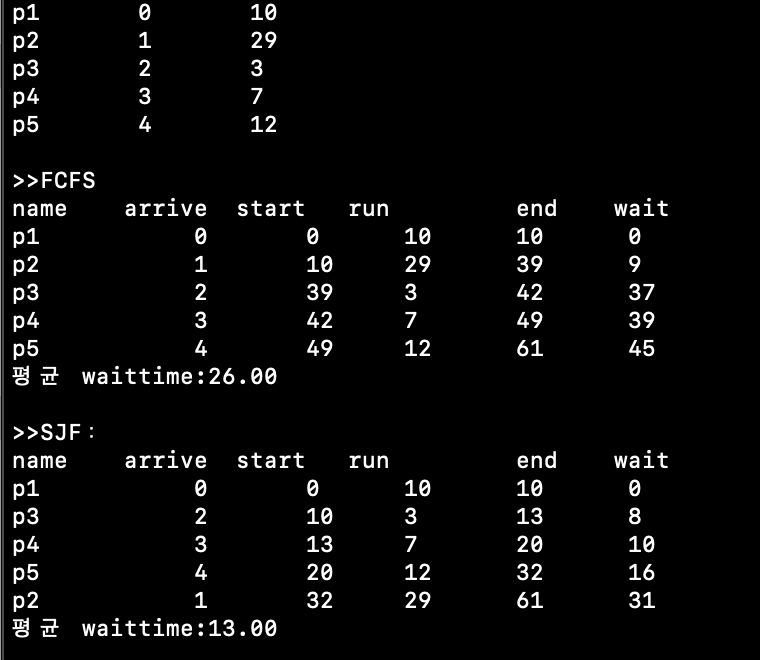 p1 0 10
p2 1 29
p3 2 3
p4 3 7
p5 4 12
>>FCFS
name arrive start run end wait
p1 0 0 10 10 0
p2 1 10 29 39 9
p3 2 39 3 42 37
p4 3 42 7 49 39
p5 4 49 12 61 45
평균 waittime:26.00
>>SJF：
name arrive start run end wait
p1 0 0 10 10 0
p3 2 10 3 13 8
p4 3 13 7 20 10
p5 4 20 12 32 16
p2 1 32 29 61 31
평균 waittime:13.00